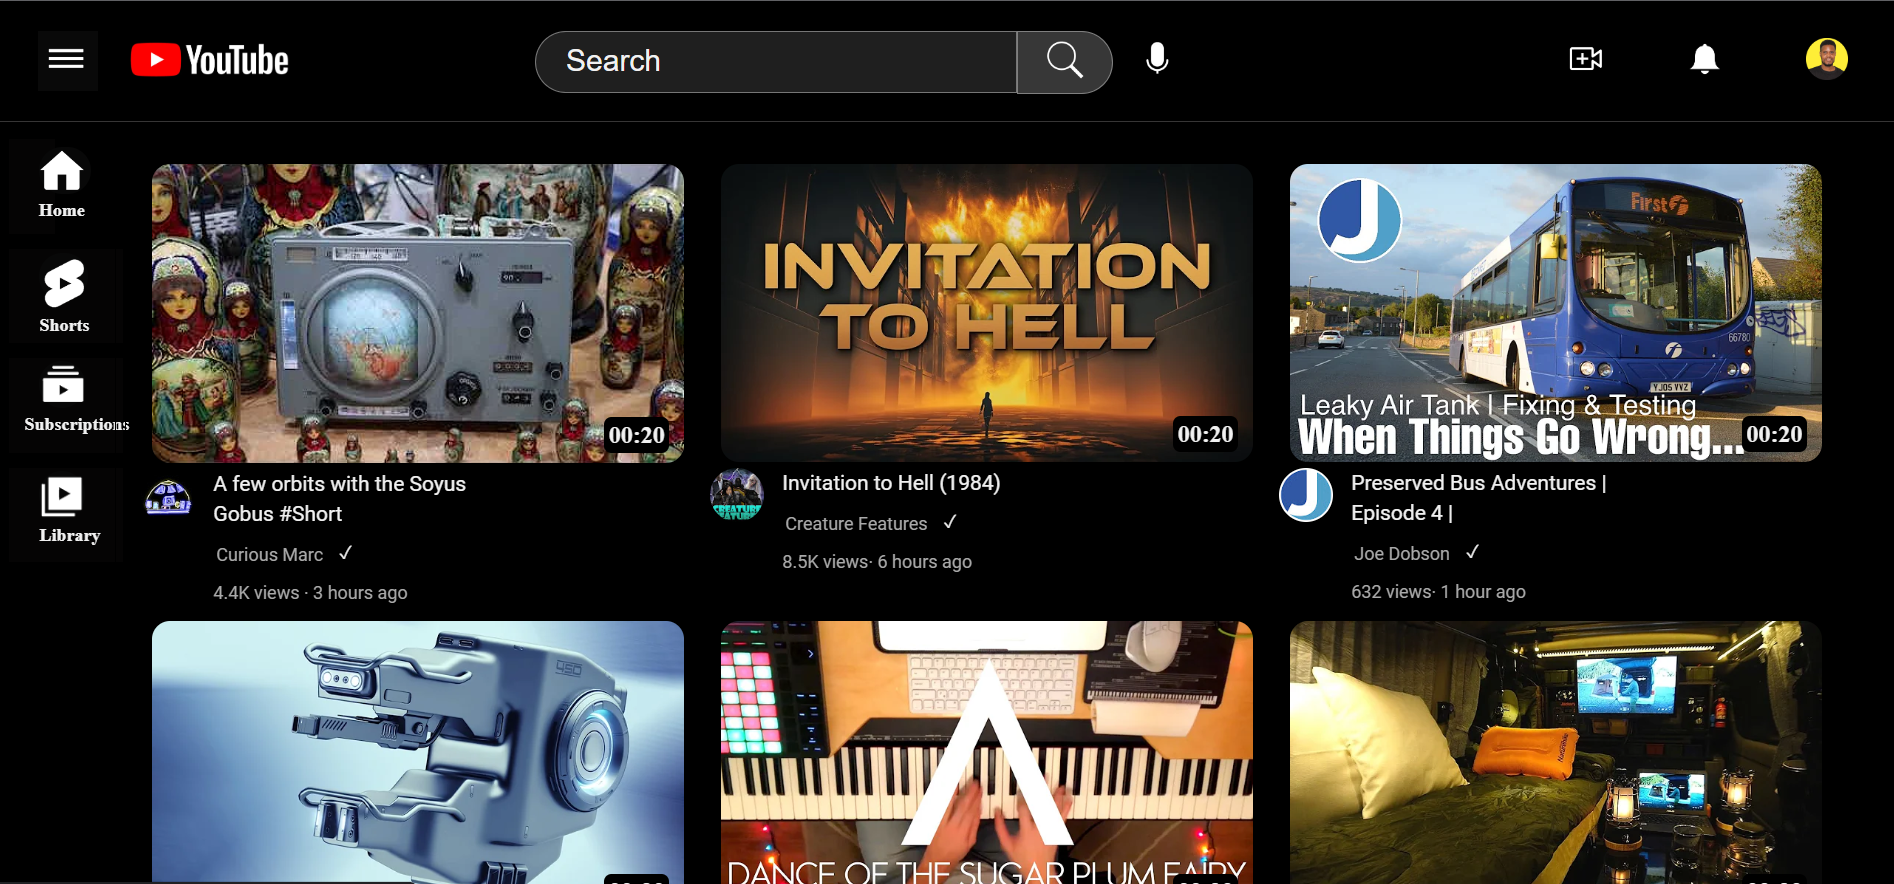 YouTube
Search
Home
Shorts
Subscriptions
Library
INVITATION
TO HELL
First
66780
YJ05 VVZ
Leaky Air Tank | Fixing & Testing
When Things Go Wrong...
00:20
00:20
00:20
A few orbits with the Soyus
Gobus #Short
Curious Marc ✓
4.4K views · 3 hours ago
Invitation to Hell (1984)
Creature Features ✓
8.5K views· 6 hours ago
Preserved Bus Adventures |
Episode 4 |
Joe Dobson ✓
632 views· 1 hour ago
DANCE OF THE SUGAR PLUM FAIRY